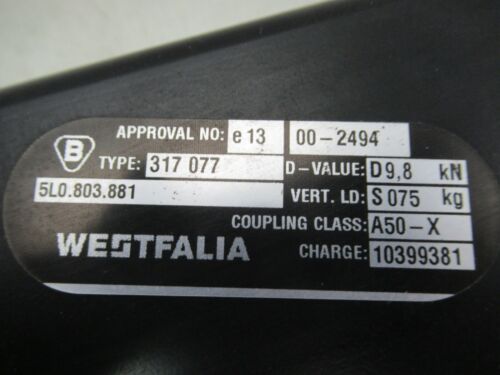 APPROVAL NO: e 13 00-2494
B
TYPE: 317 077 D-VALUE: D 9,8 kN
5L0.803.881 VERT. LD: S 075 kg
COUPLING CLASS: A50-X
WESTFALIA CHARGE: 10399381